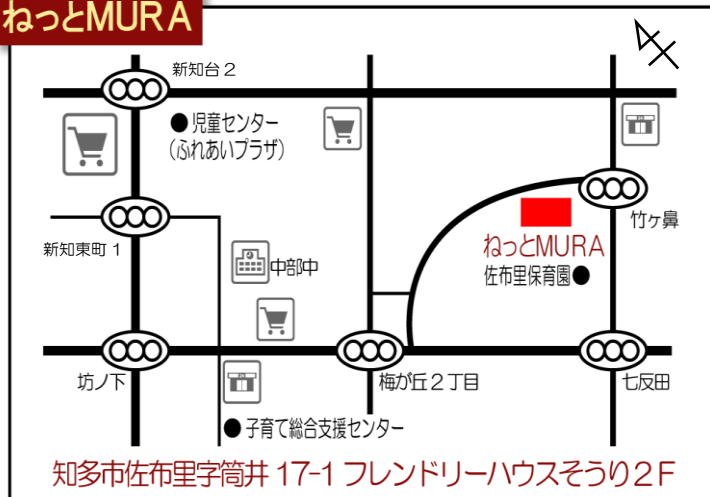 ねっとMURA
新知台2
●児童センター
(ふれあいプラザ)
竹ヶ鼻
新知東町1
ねっとMURA
佐布里保育園●
中部中
坊ノ下
梅が丘2丁目
七反田
●子育て総合支援センター
知多市佐布里字筒井 17-1 フレンドリーハウスそうり2F